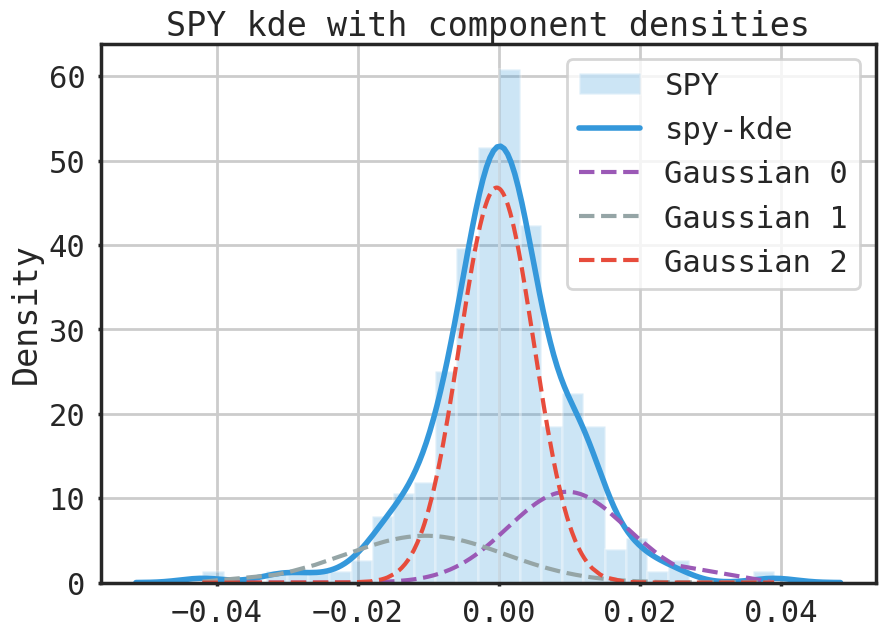 SPY kde with component densities
Density
60
50
40
30
20
10
0
SPY
spy-kde
Gaussian 0
Gaussian 1
Gaussian 2
−0.04 −0.02 0.00 0.02 0.04